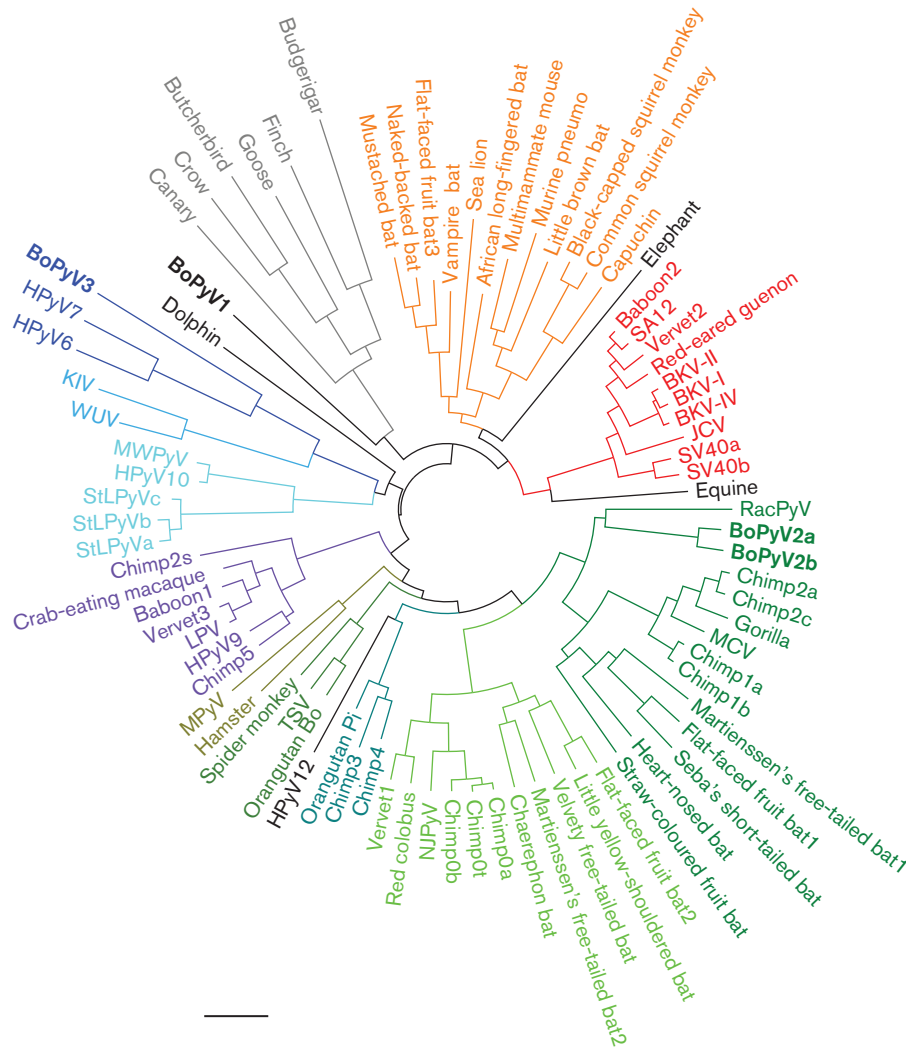 Budgerigar
Finch
Goose
Butcherbird
Crow
Canary
BoPyV1
Dolphin
BoPyV3
HPyV7
HPyV6
KIV
WUV
MWPyV
HPyV10
StLPyVc
StLPyVb
StLPyVa
Chimp2s
Crab-eating macaque
Baboon1
Vervet3
LPV
HPyV9
Chimp5
MPyV
Hamster
Spider monkey
TSV
Orangutan Bo
HPyV12
Orangutan Pi
Chimp3
Chimp4
Vervet1
Red colobus
NJPyV
Chimp0b
Chimp0t
Chimp0a
Chaerephon bat
Martienssen's free-tailed bat2
Velvety free-tailed bat
Little yellow-shouldered bat
Flat-faced fruit bat2
Straw-coloured fruit bat
Heart-nosed bat
Seba's short-tailed bat
Flat-faced fruit bat1
Martienssen's free-tailed bat1
Chimp1b
Chimp1a
MCV
Gorilla
Chimp2c
Chimp2a
BoPyV2b
BoPyV2a
RacPyV
Equine
SV40b
SV40a
JCV
BKV-IV
BKV-I
BKV-II
Red-eared guenon
Vervet2
SA12
Baboon2
Elephant
Capuchin
Common squirrel monkey
Black-capped squirrel monkey
Little brown bat
Murine pneumo
Multimammate mouse
African long-fingered bat
Sea lion
Vampire bat
Flat-faced fruit bat3
Naked-backed bat
Mustached bat